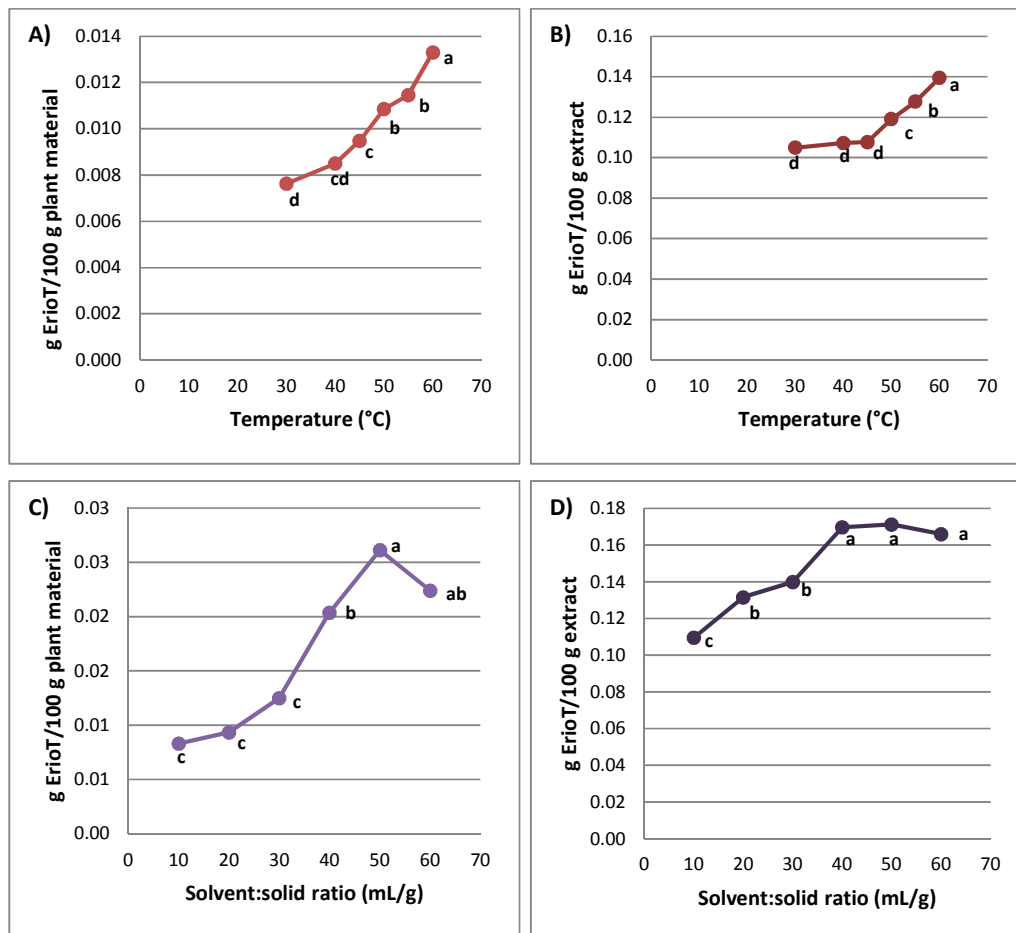 A)
g ErioT/100 g plant material
0.014
0.012
0.010
0.008
0.006
0.004
0.002
0.000
a
b
b
c
cd
d
0 10 20 30 40 50 60 70
Temperature (°C)
B)
g ErioT/100 g extract
0.16
0.14
0.12
0.10
0.08
0.06
0.04
0.02
0.00
a
b
c
d d d
0 10 20 30 40 50 60 70
Temperature (°C)
C)
g ErioT/100 g plant material
0.03
0.03
0.02
0.02
0.01
0.01
0.00
a
ab
b
c
c
c
0 10 20 30 40 50 60 70
Solvent:solid ratio (mL/g)
D)
g ErioT/100 g extract
0.18
0.16
0.14
0.12
0.10
0.08
0.06
0.04
0.02
0.00
a a a
b
b
c
0 10 20 30 40 50 60 70
Solvent:solid ratio (mL/g)